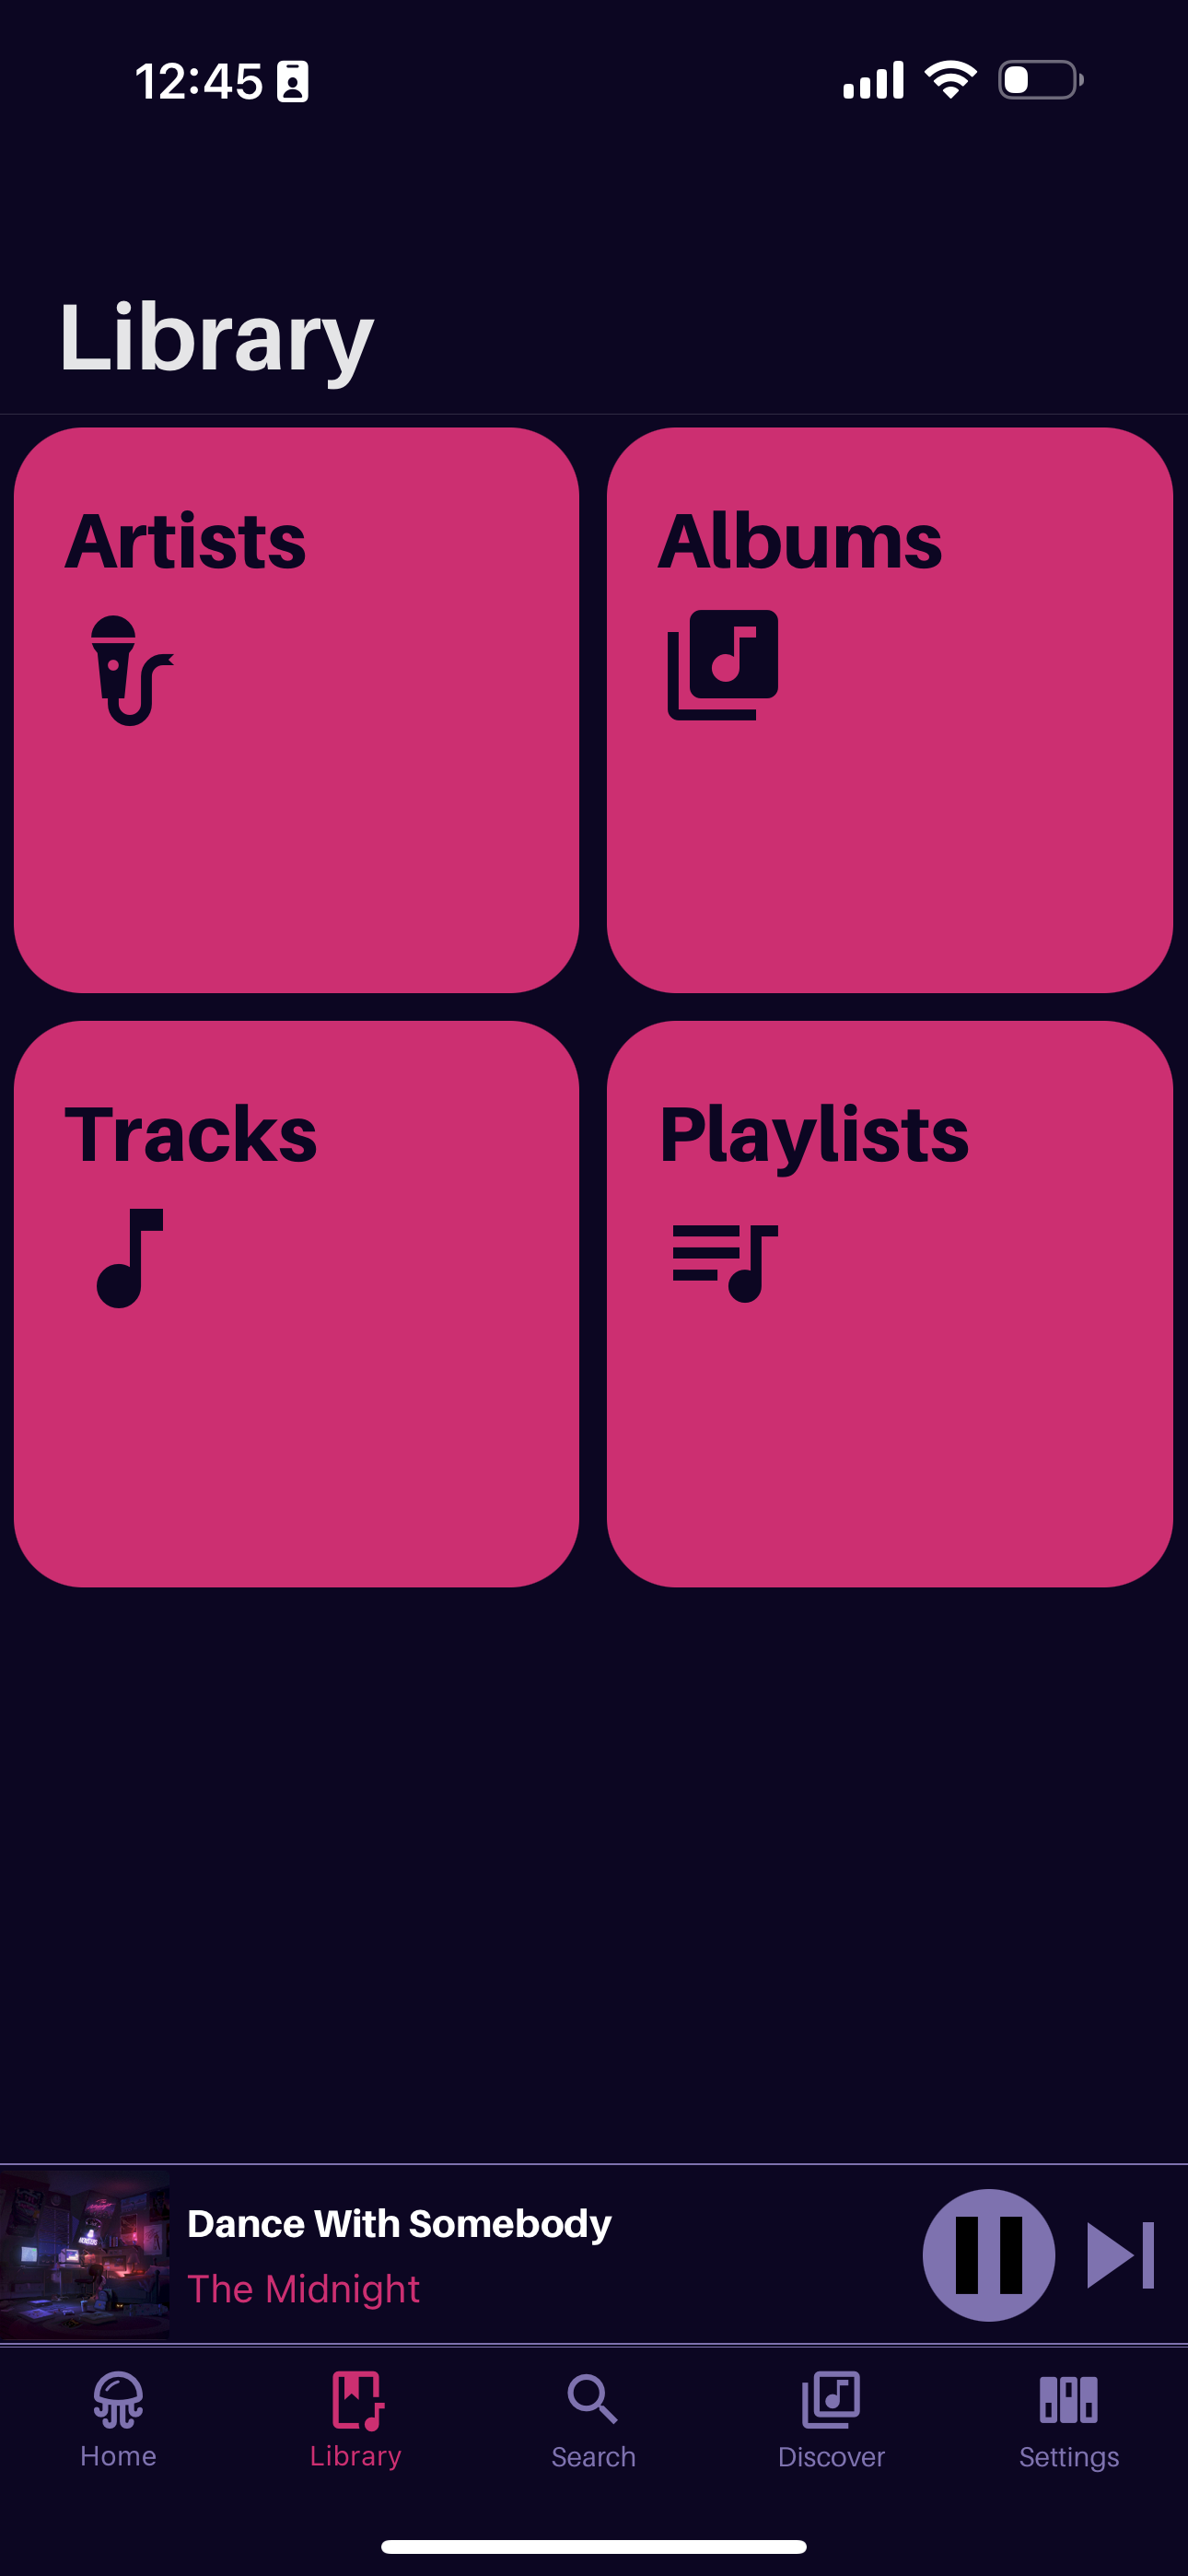 12:45
Library
Artists
Albums
Tracks
Playlists
Dance With Somebody
The Midnight
Home
Library
Search
Discover
Settings